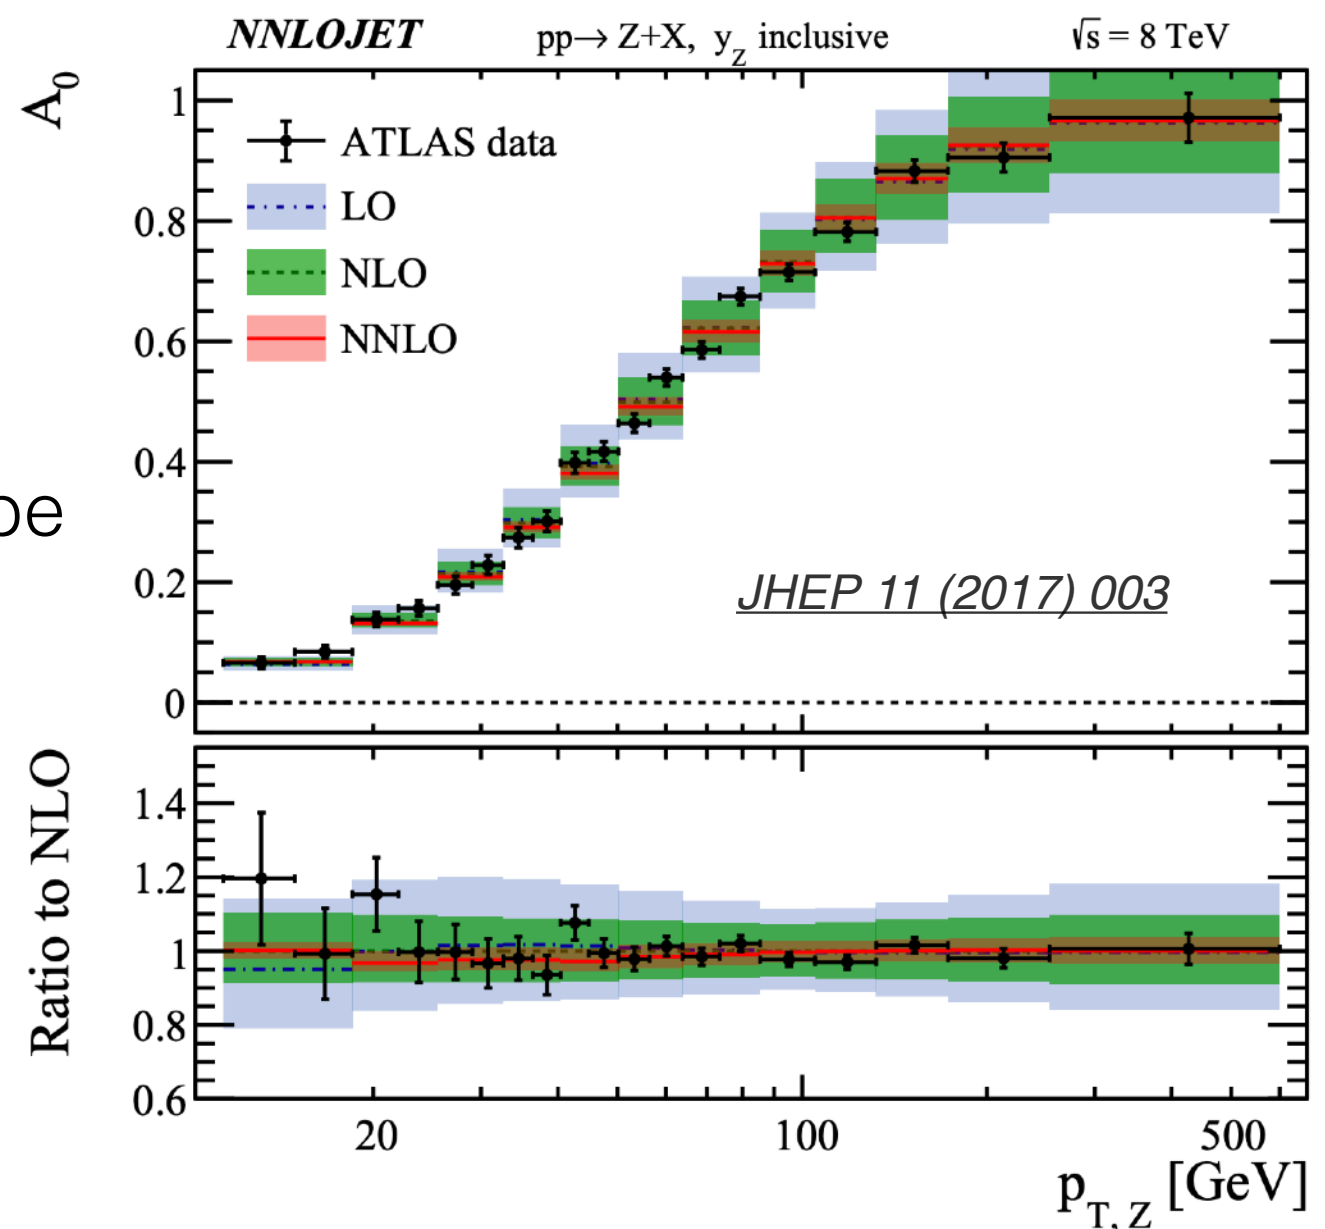 NNLOJET pp→ Z+X, y_Z inclusive √s = 8 TeV
A_0
1
0.8
0.6
0.4
0.2
0
ATLAS data
LO
NLO
NNLO
JHEP 11 (2017) 003
Ratio to NLO
1.4
1.2
1
0.8
0.6
20 100 500
p_T, Z [GeV]